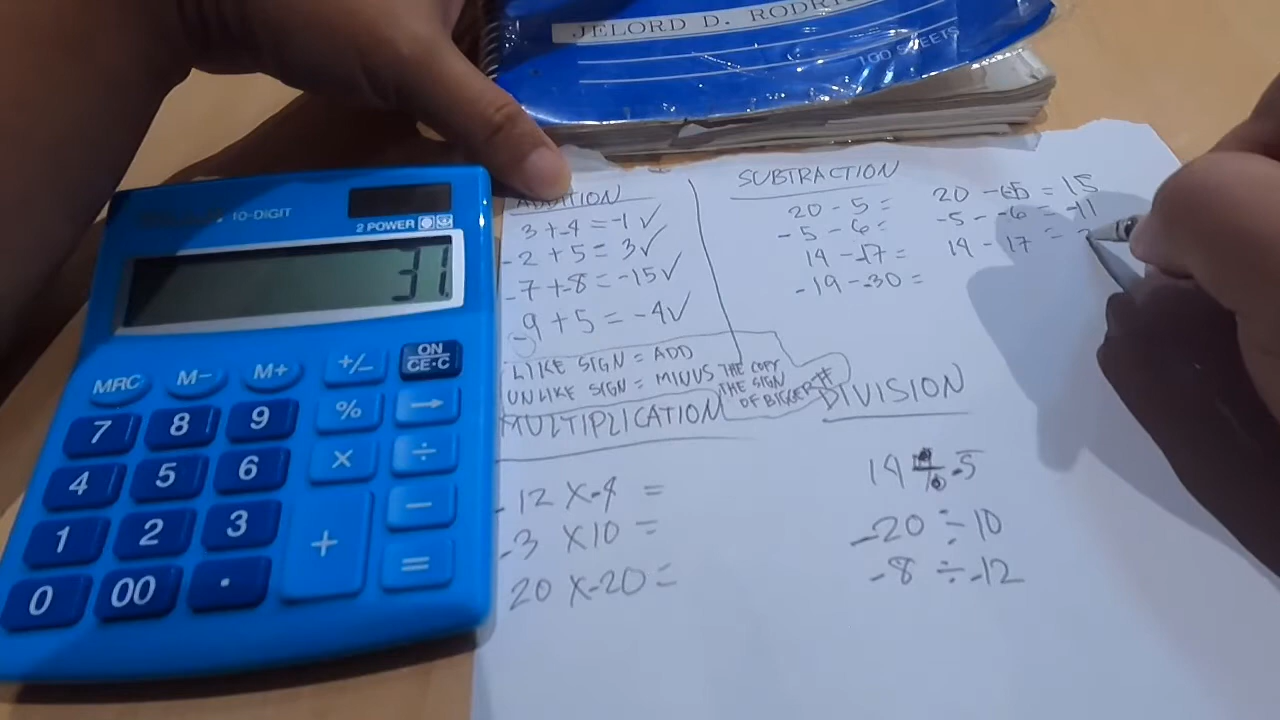 JELORD D. RODRI
100 SHEETS
10-DIGIT
2 POWER
31.
MRC M- M+ +/- ON/CE·C
7 8 9 % →
4 5 6 X ÷
1 2 3 + −
0 00 · =
ADDITION
3 + -4 = -1 ✓
-2 + 5 = 3 ✓
-7 + -8 = -15 ✓
-9 + 5 = -4 ✓
LIKE SIGN = ADD
UNLIKE SIGN = MINUS THE COPY
THE SIGN
OF BIGGER #
SUBTRACTION
20 - 5 =
-5 - 6 =
14 - -17 =
-19 - -30 =
20 - = 15
-5 - -6 = -11
14 - 17 =
MULTIPLICATION
-12 X -4 =
-3 X 10 =
20 X -20 =
DIVISION
14 ÷ -5
-20 ÷ 10
-8 ÷ -12